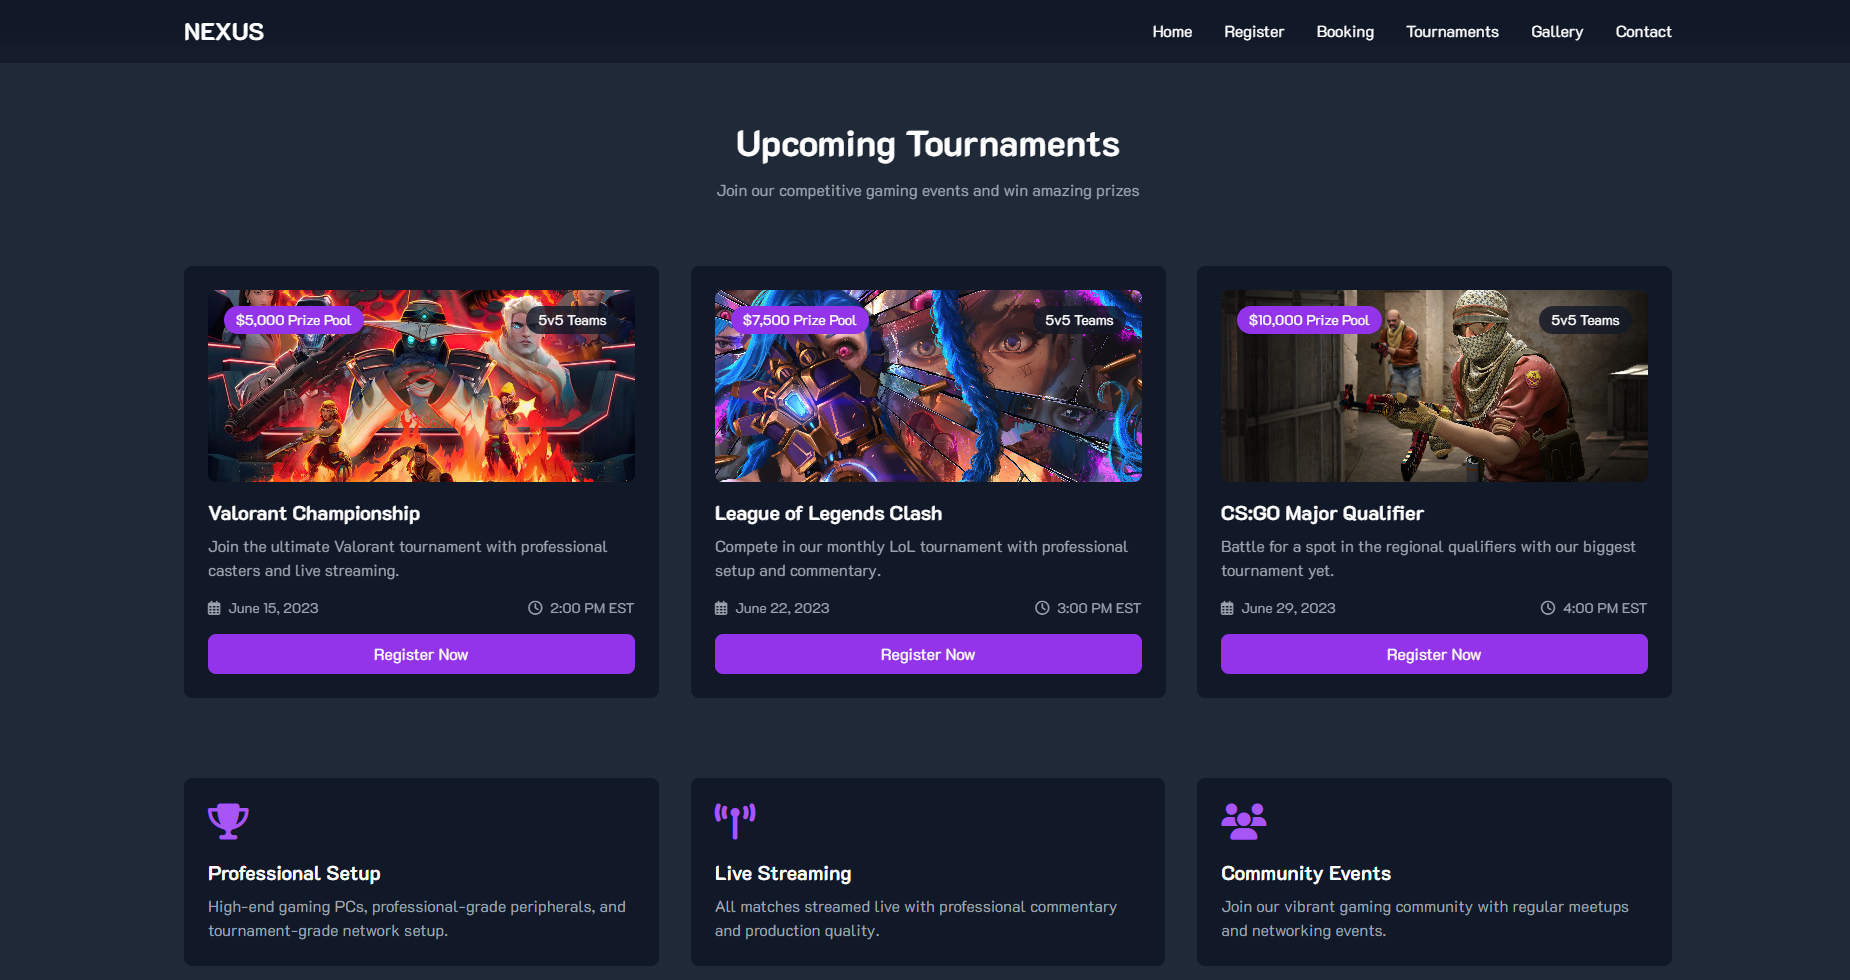 NEXUS
Home Register Booking Tournaments Gallery Contact
Upcoming Tournaments
Join our competitive gaming events and win amazing prizes
$5,000 Prize Pool
5v5 Teams
Valorant Championship
Join the ultimate Valorant tournament with professional
casters and live streaming.
June 15, 2023
2:00 PM EST
Register Now
$7,500 Prize Pool
5v5 Teams
League of Legends Clash
Compete in our monthly LoL tournament with professional
setup and commentary.
June 22, 2023
3:00 PM EST
Register Now
$10,000 Prize Pool
5v5 Teams
CS:GO Major Qualifier
Battle for a spot in the regional qualifiers with our biggest
tournament yet.
June 29, 2023
4:00 PM EST
Register Now
Professional Setup
High-end gaming PCs, professional-grade peripherals, and
tournament-grade network setup.
Live Streaming
All matches streamed live with professional commentary
and production quality.
Community Events
Join our vibrant gaming community with regular meetups
and networking events.